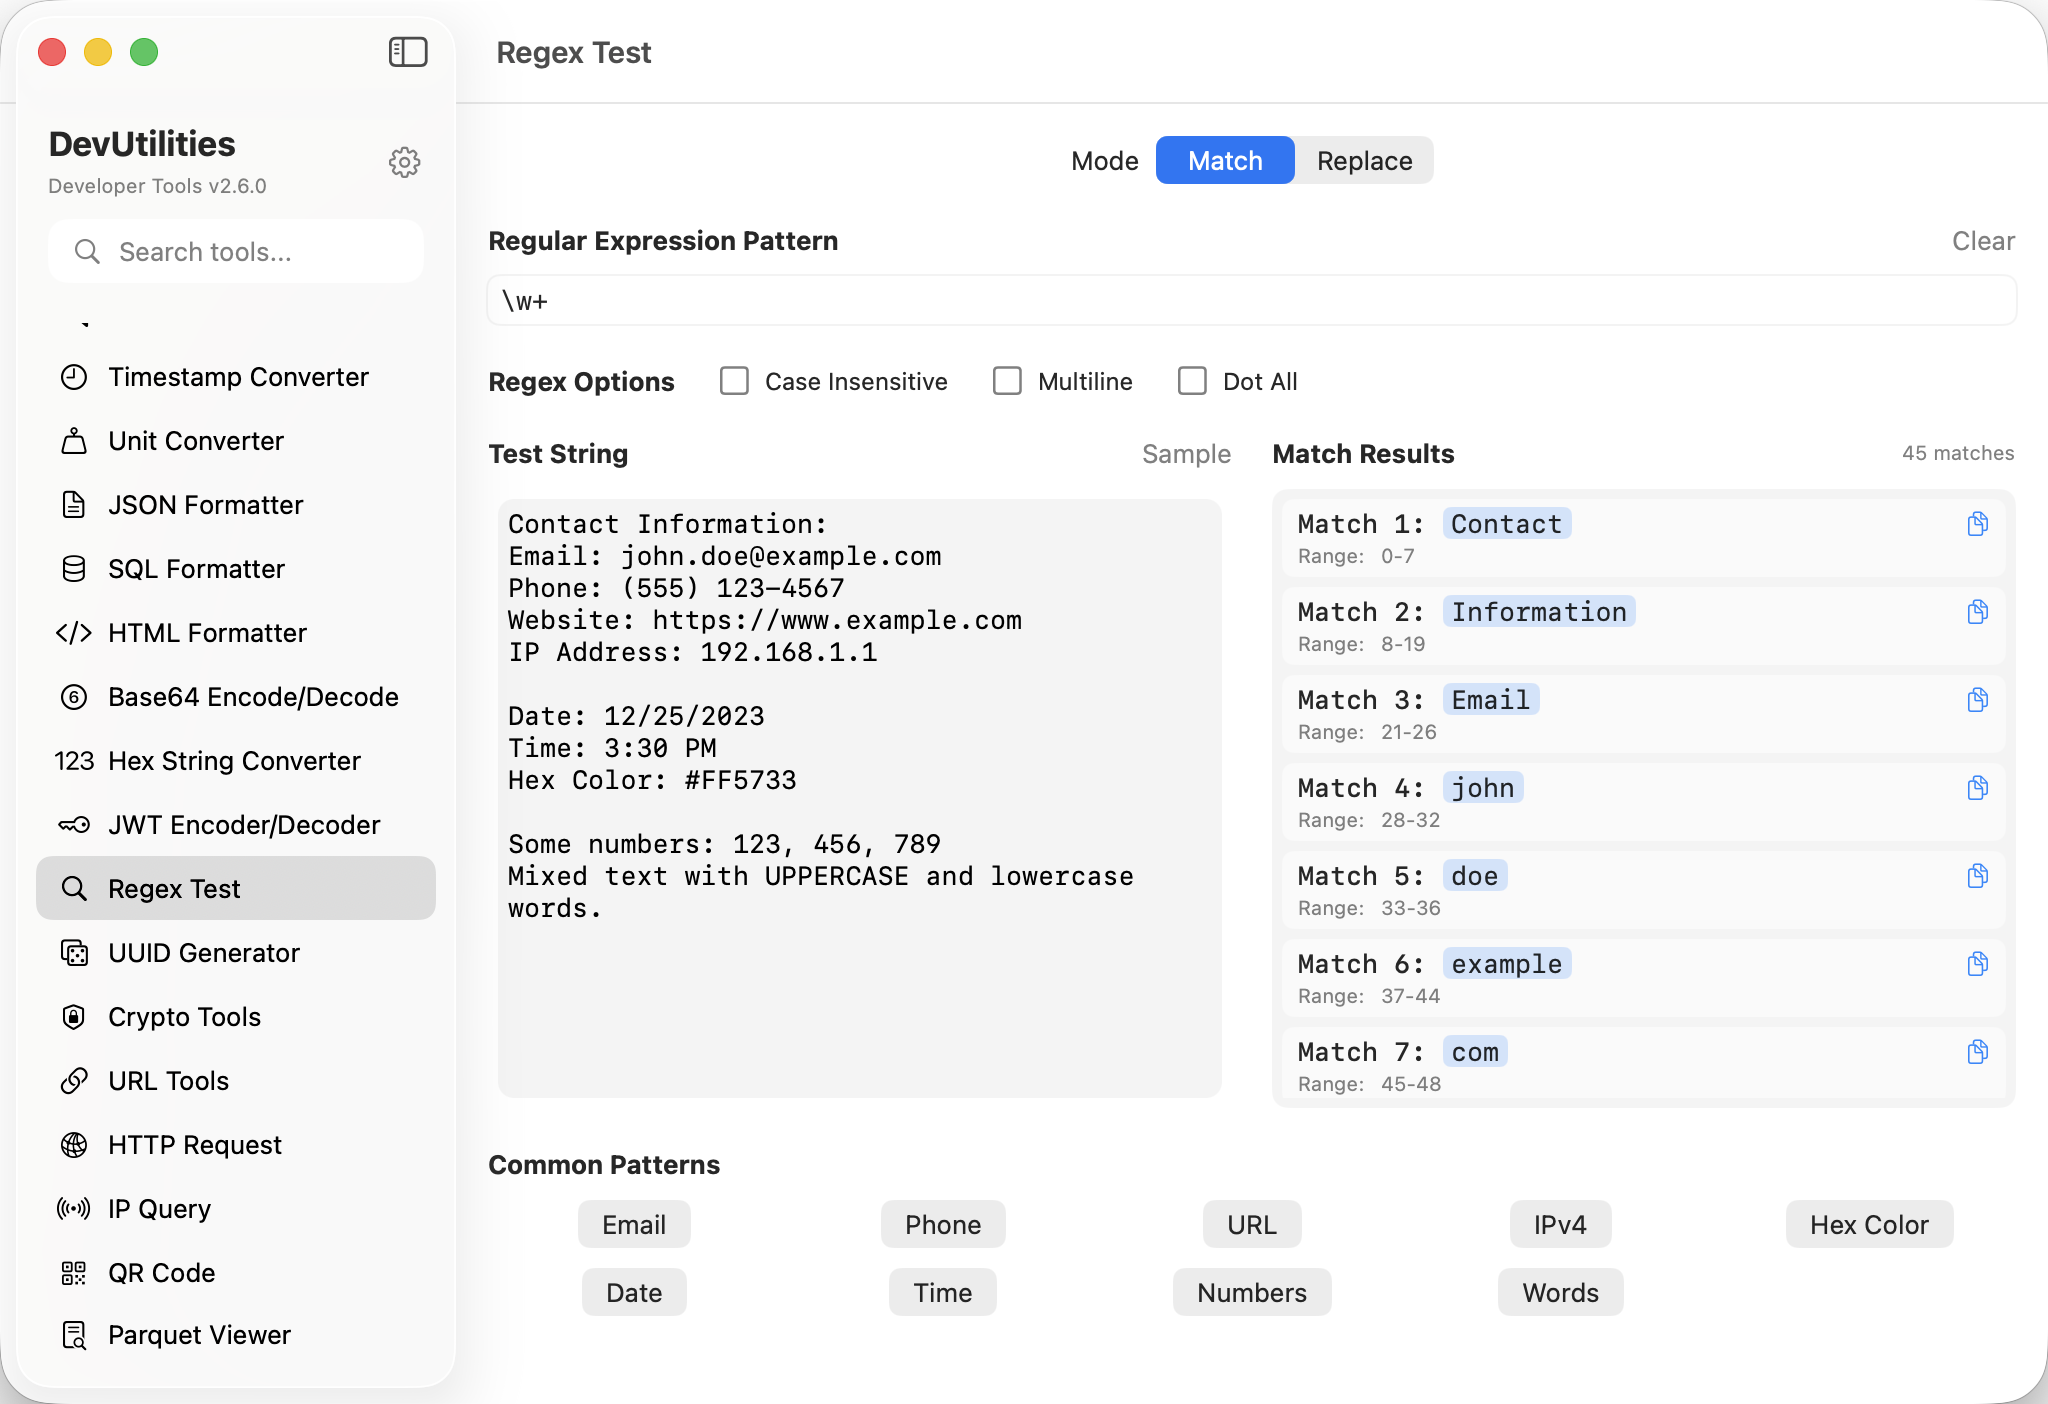 DevUtilities
Developer Tools v2.6.0
Search tools...
Timestamp Converter
Unit Converter
JSON Formatter
SQL Formatter
HTML Formatter
Base64 Encode/Decode
123 Hex String Converter
JWT Encoder/Decoder
Regex Test
UUID Generator
Crypto Tools
URL Tools
HTTP Request
IP Query
QR Code
Parquet Viewer
Regex Test
Mode Match Replace
Regular Expression Pattern Clear
\w+
Regex Options Case Insensitive Multiline Dot All
Test String Sample
Contact Information:
Email: john.doe@example.com
Phone: (555) 123-4567
Website: https://www.example.com
IP Address: 192.168.1.1
Date: 12/25/2023
Time: 3:30 PM
Hex Color: #FF5733
Some numbers: 123, 456, 789
Mixed text with UPPERCASE and lowercase
words.
Match Results 45 matches
Match 1: Contact
Range: 0-7
Match 2: Information
Range: 8-19
Match 3: Email
Range: 21-26
Match 4: john
Range: 28-32
Match 5: doe
Range: 33-36
Match 6: example
Range: 37-44
Match 7: com
Range: 45-48
Common Patterns
Email Phone URL IPv4 Hex Color
Date Time Numbers Words